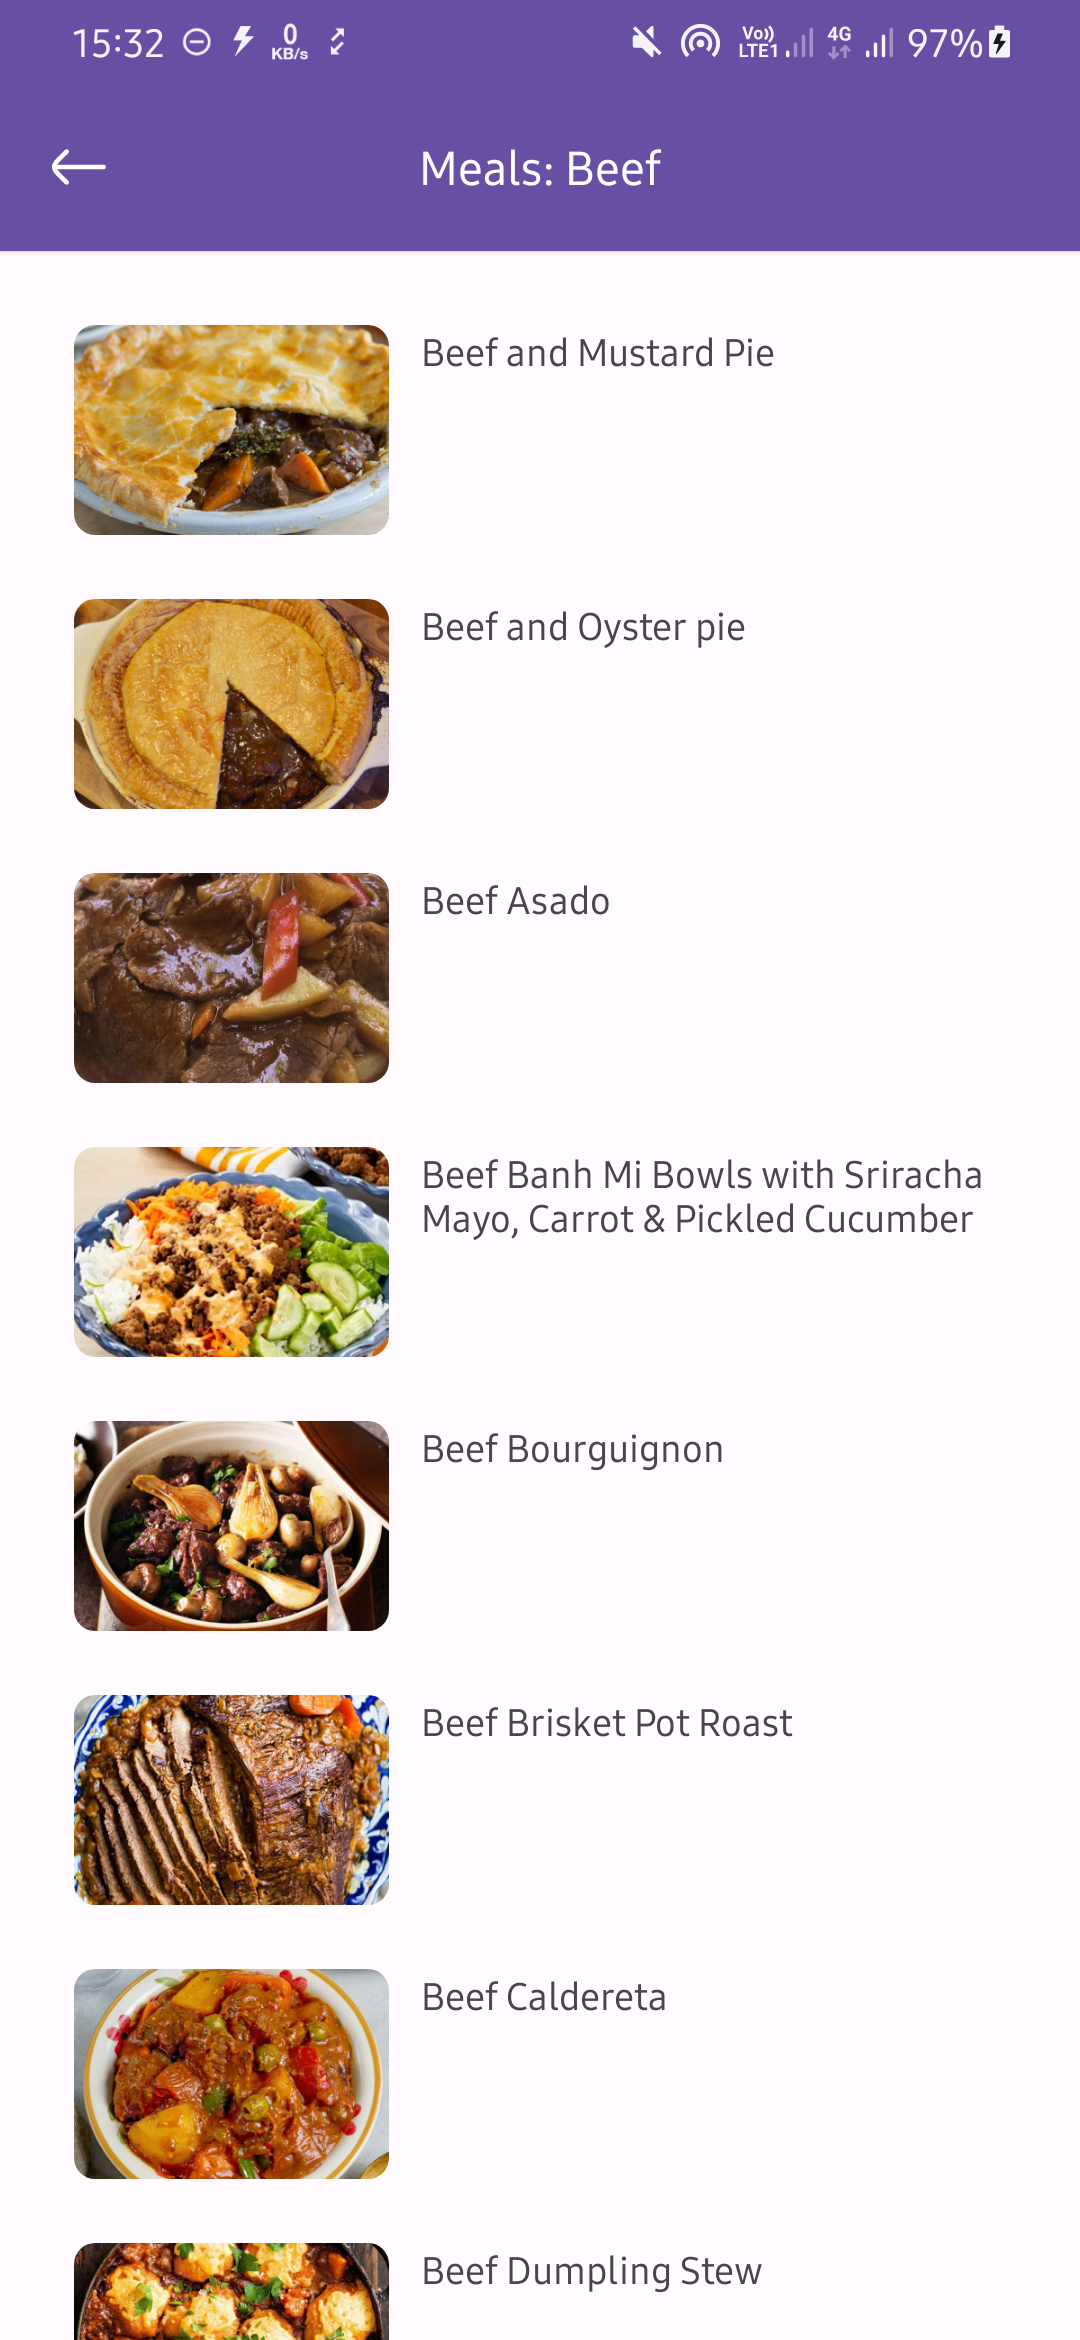 15:32 0 KB/s Vo)) LTE1 4G 97%
Meals: Beef
Beef and Mustard Pie
Beef and Oyster pie
Beef Asado
Beef Banh Mi Bowls with Sriracha
Mayo, Carrot & Pickled Cucumber
Beef Bourguignon
Beef Brisket Pot Roast
Beef Caldereta
Beef Dumpling Stew